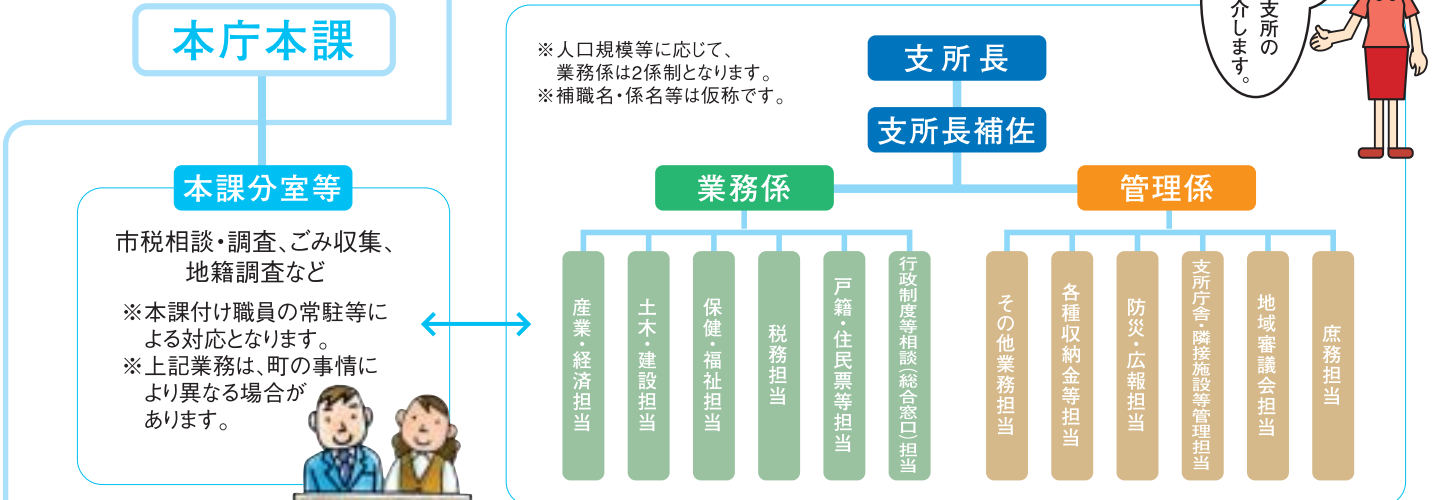 本庁本課
本課分室等
市税相談・調査、ごみ収集、
地籍調査など
※本課付け職員の常駐等に
よる対応となります。
※上記業務は、町の事情に
より異なる場合が
あります。
※人口規模等に応じて、
業務係は2係制となります。
※補職名・係名等は仮称です。
支所の
介します。
支所長
支所長補佐
業務係
管理係
産業・経済担当
土木・建設担当
保健・福祉担当
税務担当
戸籍・住民票等担当
行政制度等相談(総合窓口)担当
その他業務担当
各種収納金等担当
防災・広報担当
支所庁舎・隣接施設等管理担当
地域審議会担当
庶務担当